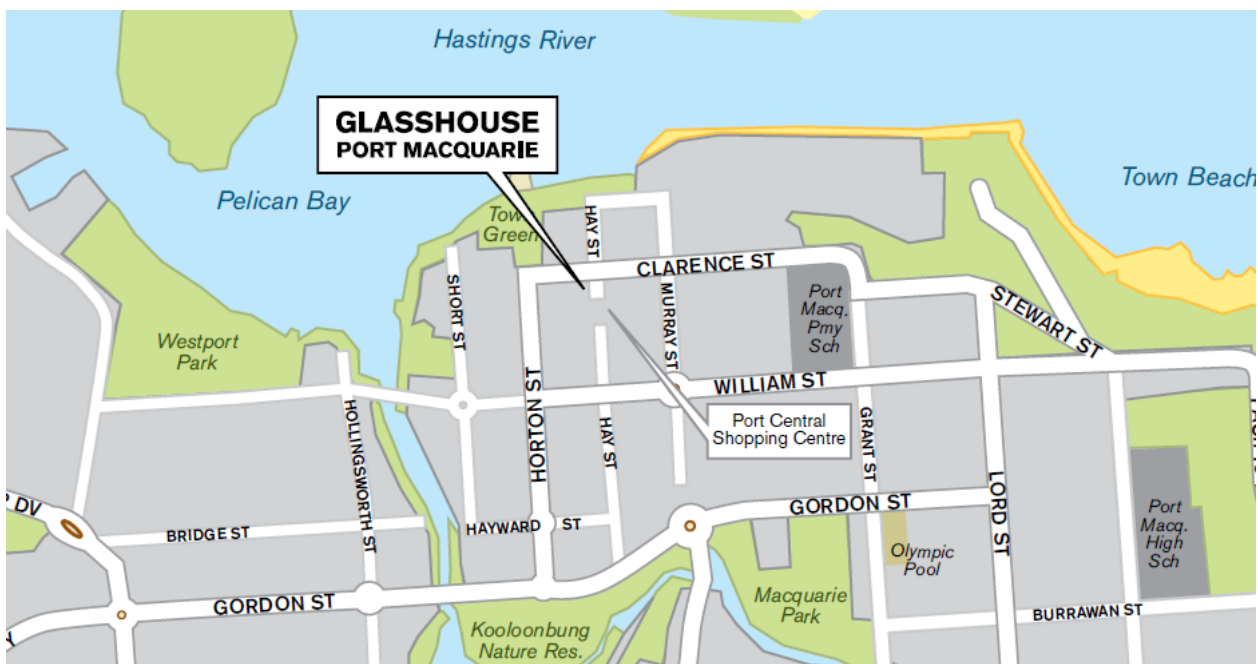 Hastings River
GLASSHOUSE
PORT MACQUARIE
Town Beach
Pelican Bay
Town
Green
HAY ST
CLARENCE ST
SHORT ST
MURRAY ST
Port
Macq.
Pmy
Sch
STEWART ST
Westport
Park
WILLIAM ST
HORTON ST
HOLLINGSWORTH ST
Port Central
Shopping Centre
HAY ST
GRANT ST
LORD ST
DV
GORDON ST
HAYWARD ST
BRIDGE ST
Port
Macq.
High
Sch
Olympic
Pool
Macquarie
Park
GORDON ST
BURRAWAN ST
Kooloonbung
Nature Res.